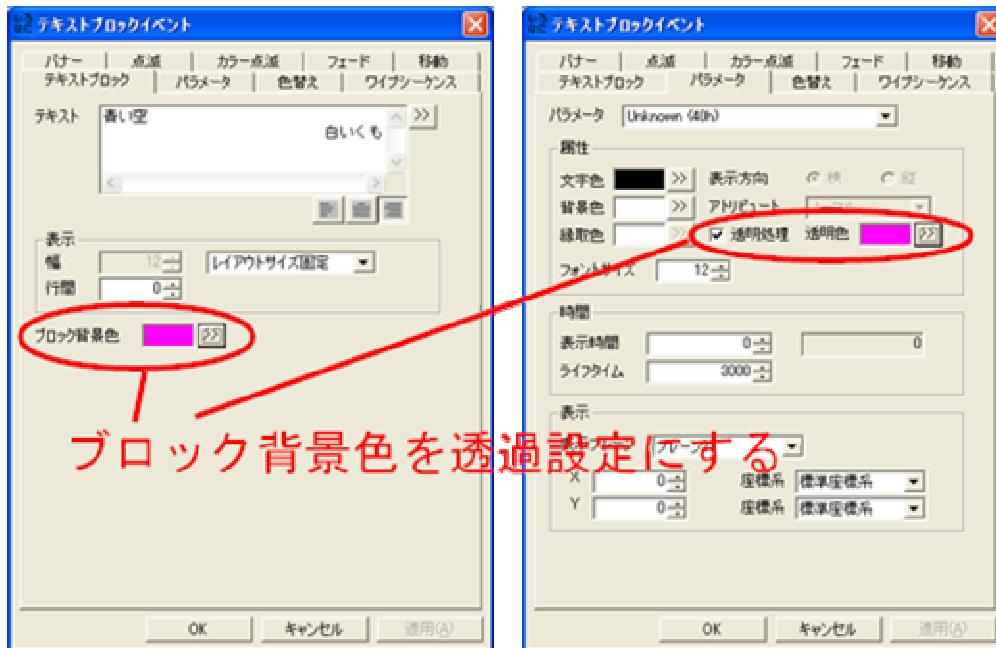 テキストブロックイベント
バナー 点滅 カラー点滅 フェード 移動
テキストブロック パラメータ 色替え ワイプシーケンス
テキスト 青い空 >>
白いくも
表示
幅 12 レイアウトサイズ固定
行間 0
ブロック背景色 >>
OK キャンセル 適用(A)
テキストブロックイベント
バナー 点滅 カラー点滅 フェード 移動
テキストブロック パラメータ 色替え ワイプシーケンス
パラメータ Unknown (40h)
属性
文字色 >> 表示方向 横 縦
背景色 >> アトリビュート ノーマル
縁取色 >> 透明処理 透明色 >>
フォントサイズ 12
時間
表示時間 0 0
ライフタイム 3000
表示
X 0 座標系 標準座標系
Y 0 座標系 標準座標系
OK キャンセル 適用(A)
ブロック背景色を透過設定にする